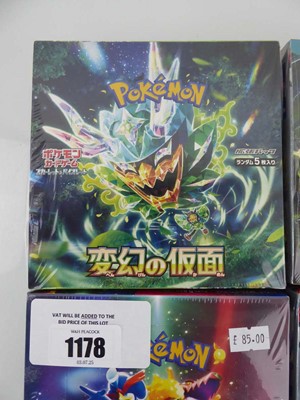 POKÉMON
ポケモン
カードゲーム
スカーレット&バイオレット
拡張パック
ランダム5枚入り
変幻の仮面
VAT WILL BE ADDED TO THE
BID PRICE OF THIS LOT
W&H PEACOCK
1178
£ 85.00
POKÉMON